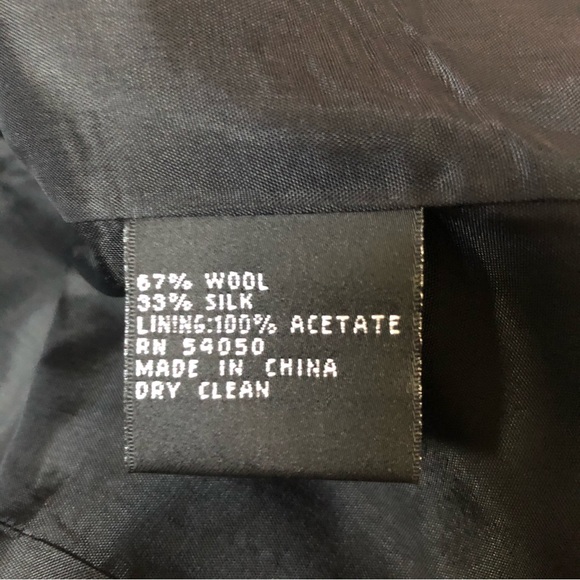 67% WOOL
33% SILK
LINING:100% ACETATE
RN 54050
MADE IN CHINA
DRY CLEAN